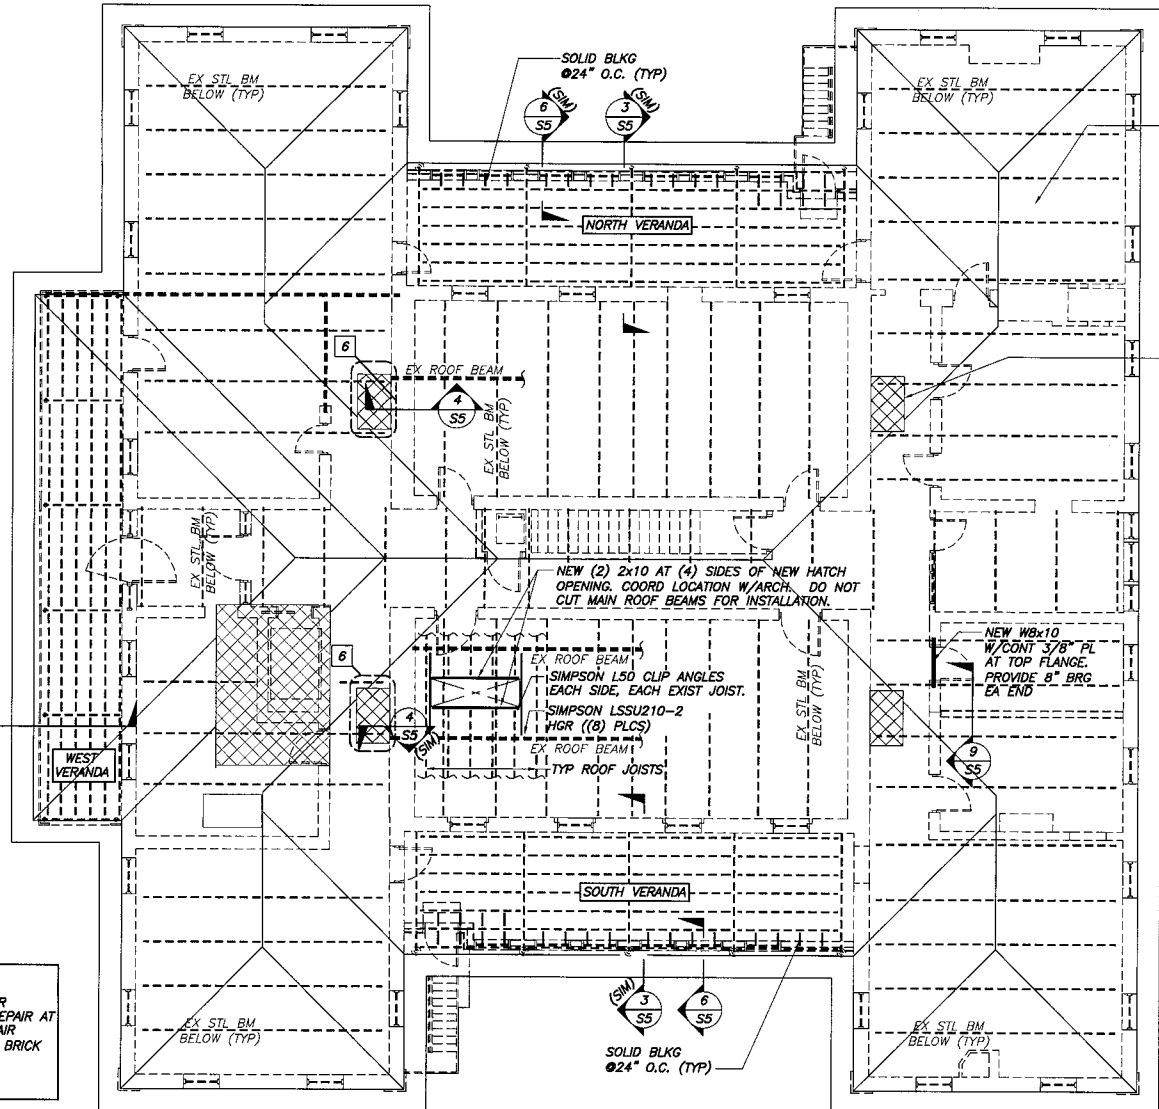 SOLID BLKG
@24" O.C. (TYP)
EX STL BM
BELOW (TYP)
EX STL BM
BELOW (TYP)
6
S5
(SIM)
3
S5
(SIM)
NORTH VERANDA
6
EX ROOF BEAM
4
S5
EX STL BM
BELOW (TYP)
EX STL BM
BELOW (TYP)
NEW (2) 2x10 AT (4) SIDES OF NEW HATCH
OPENING. COORD LOCATION W/ARCH. DO NOT
CUT MAIN ROOF BEAMS FOR INSTALLATION.
6
EX ROOF BEAM
SIMPSON L50 CLIP ANGLES
EACH SIDE, EACH EXIST JOIST.
SIMPSON LSSU210-2
HGR ((8) PLCS)
EX ROOF BEAM
TYP ROOF JOISTS
4
S5
(SIM)
EX STL BM
BELOW (TYP)
NEW W8x10
W/CONT 3/8" PL
AT TOP FLANGE.
PROVIDE 8" BRG
EA END
9
S5
WEST
VERANDA
SOUTH VERANDA
(SIM)
3
S5
6
S5
SOLID BLKG
@24" O.C. (TYP)
EX STL BM
BELOW (TYP)
EX STL BM
BELOW (TYP)
R
EPAIR AT
AIR
BRICK